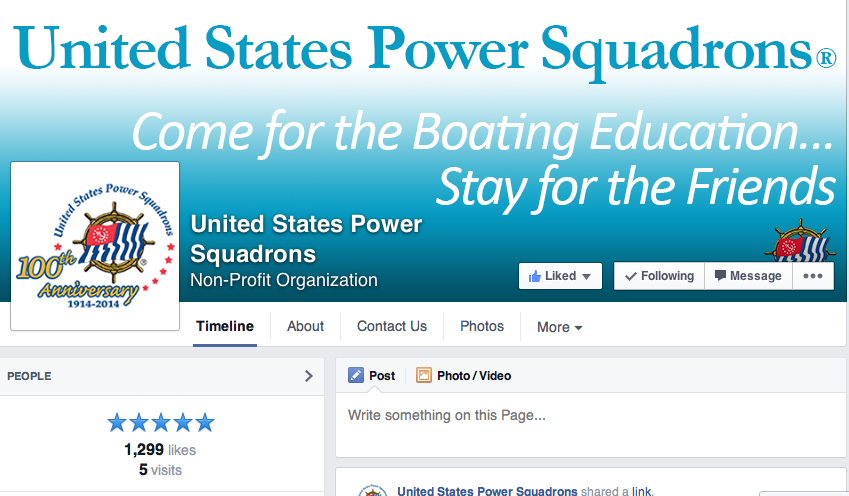 United States Power Squadrons®
Come for the Boating Education...
Stay for the Friends
United States Power Squadrons
100th
Anniversary
1914-2014
United States Power
Squadrons
Non-Profit Organization
Liked
Following
Message
Timeline
About
Contact Us
Photos
More
PEOPLE
1,299 likes
5 visits
Post
Photo / Video
Write something on this Page...
United States Power Squadrons shared a link.